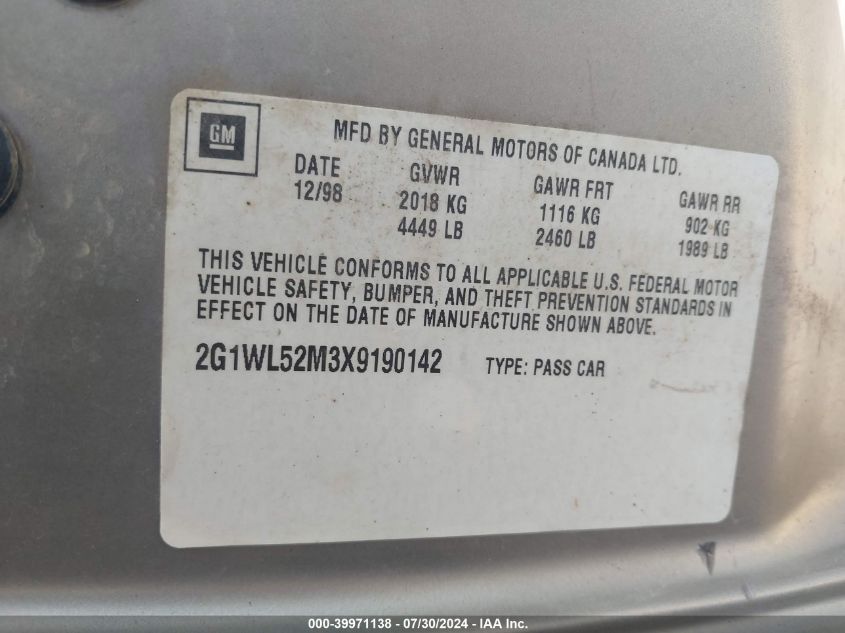 GM
MFD BY GENERAL MOTORS OF CANADA LTD.
DATE GVWR GAWR FRT GAWR RR
12/98 2018 KG 1116 KG 902 KG
4449 LB 2460 LB 1989 LB
THIS VEHICLE CONFORMS TO ALL APPLICABLE U.S. FEDERAL MOTOR
VEHICLE SAFETY, BUMPER, AND THEFT PREVENTION STANDARDS IN
EFFECT ON THE DATE OF MANUFACTURE SHOWN ABOVE.
2G1WL52M3X9190142 TYPE: PASS CAR
000-39971138 - 07/30/2024 - IAA Inc.